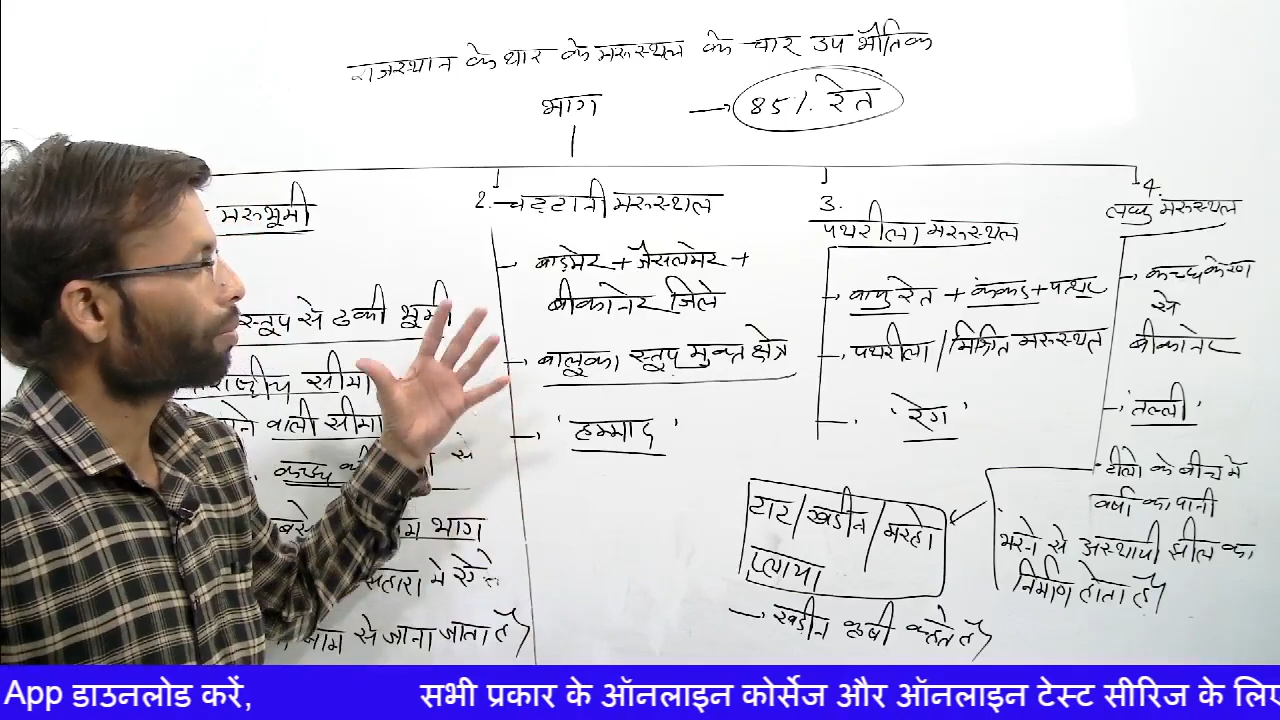 राजस्थान के थार के मरुस्थल के चार उप भौतिक
भाग → 85% रेत
मरुभूमी
स्तूप से ढकी भूमी
सीमा
वाली सीमा
कच्छ
भाग
सहारा मे
नाम से जाना जाता है
2. चट्टानी मरुस्थल
→ बाडमेर + जैसलमेर +
बीकानेर जिले
→ बालूका स्तूप मुक्त क्षेत्र
→ 'हम्माद'
3.
पथरीला मरुस्थल
→ बालु रेत + कंकड + पत्थर
→ पथरीला / मिश्रित मरुस्थल
→ 'रेग'
4.
लघु मरुस्थल
→ कच्छ के रण
से
बीकानेर
→ 'तल्ली'
टीलो के बीच मे
वर्षा का पानी
भरने से अस्थायी झील का
निर्माण होता है
टाट / खडीन / मरहो
प्लाया
→ खडीन कृषी कहते है
App डाउनलोड करें, सभी प्रकार के ऑनलाइन कोर्सेज और ऑनलाइन टेस्ट सीरिज के लिए